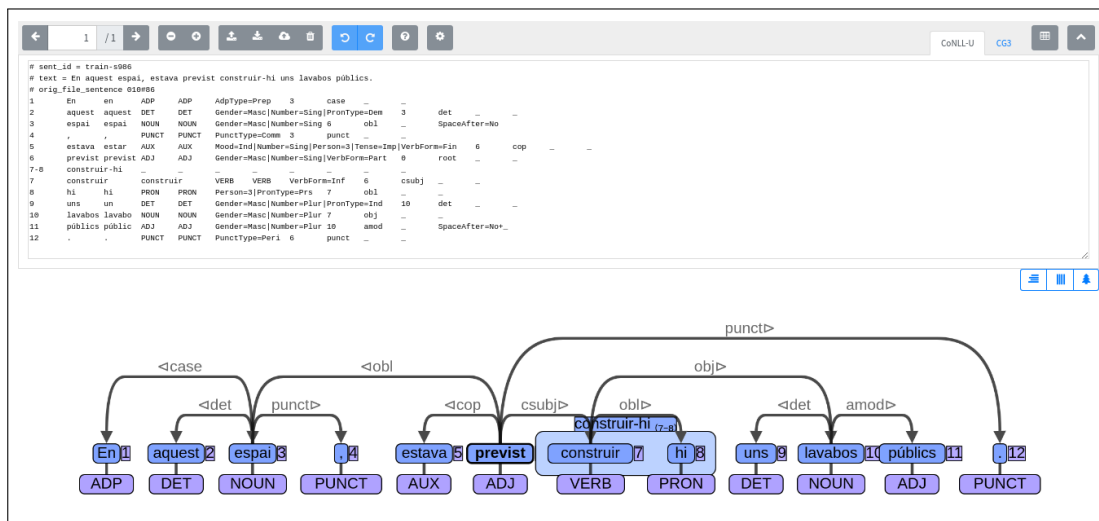 1 / 1 CoNLL-U CG3
# sent_id = train-s986
# text = En aquest espai, estava previst construir-hi uns lavabos públics.
# orig_file_sentence 010#86
1 En en ADP ADP AdpType=Prep 3 case _ _
2 aquest aquest DET DET Gender=Masc|Number=Sing|PronType=Dem 3 det _ _
3 espai espai NOUN NOUN Gender=Masc|Number=Sing 6 obl _ SpaceAfter=No
4 , , PUNCT PUNCT PunctType=Comm 3 punct _ _
5 estava estar AUX AUX Mood=Ind|Number=Sing|Person=3|Tense=Imp|VerbForm=Fin 6 cop _ _
6 previst previst ADJ ADJ Gender=Masc|Number=Sing|VerbForm=Part 0 root _ _
7-8 construir-hi _ _ _ _ _ _ _ _
7 construir construir VERB VERB VerbForm=Inf 6 csubj _ _
8 hi hi PRON PRON Person=3|PronType=Prs 7 obl _ _
9 uns un DET DET Gender=Masc|Number=Plur|PronType=Ind 10 det _ _
10 lavabos lavabo NOUN NOUN Gender=Masc|Number=Plur 7 obj _ _
11 públics públic ADJ ADJ Gender=Masc|Number=Plur 10 amod _ SpaceAfter=No+_
12 . . PUNCT PUNCT PunctType=Peri 6 punct _ _
punct⊳
⊲case ⊲obl obj⊳
⊲det punct⊳ ⊲cop csubj⊳ obl⊳ ⊲det amod⊳
construir-hi (7-8)
En 1 aquest 2 espai 3 , 4 estava 5 previst construir 7 hi 8 uns 9 lavabos 10 públics 11 . 12
ADP DET NOUN PUNCT AUX ADJ VERB PRON DET NOUN ADJ PUNCT